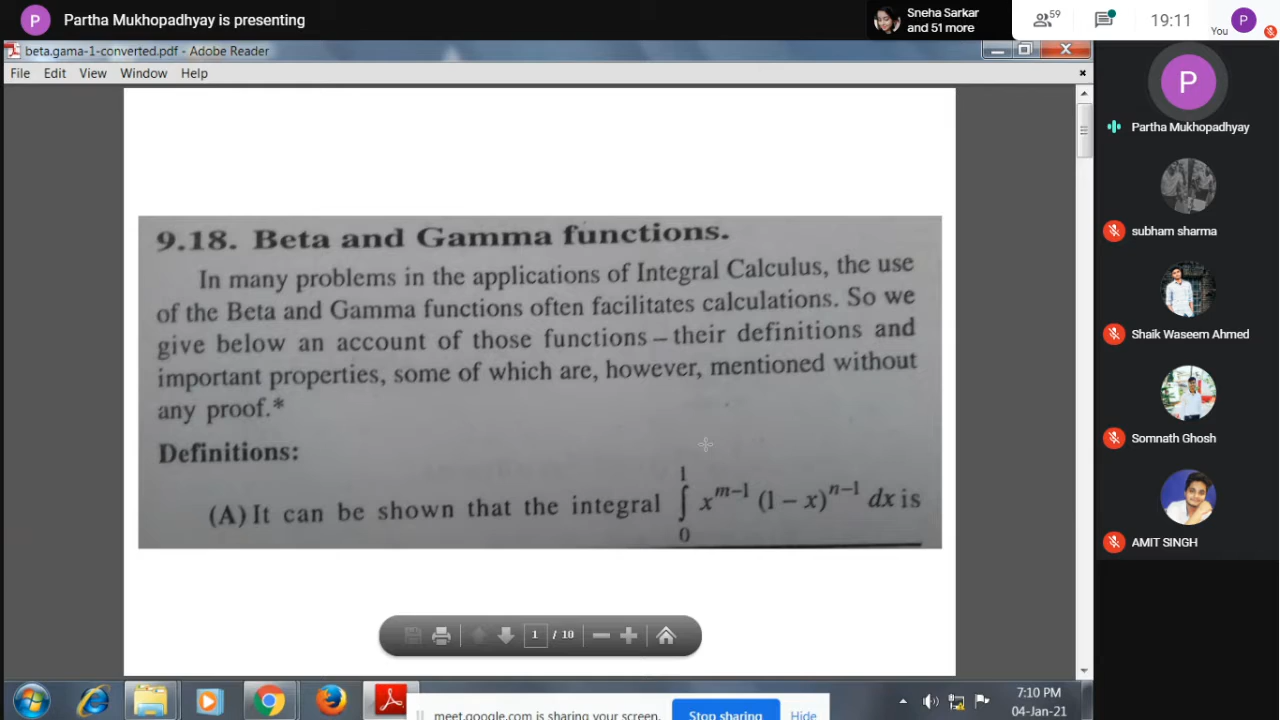 P Partha Mukhopadhyay is presenting
Sneha Sarkar
and 51 more
59
19:11
You
P
beta.gama-1-converted.pdf - Adobe Reader
File Edit View Window Help
9.18. Beta and Gamma functions.
In many problems in the applications of Integral Calculus, the use
of the Beta and Gamma functions often facilitates calculations. So we
give below an account of those functions – their definitions and
important properties, some of which are, however, mentioned without
any proof.*
Definitions:
(A) It can be shown that the integral ∫₀¹ x^{m–1} (1 – x)^{n–1} dx is
1 / 10
P
Partha Mukhopadhyay
subham sharma
Shaik Waseem Ahmed
Somnath Ghosh
AMIT SINGH
meet.google.com is sharing your screen.
Stop sharing
Hide
7:10 PM
04-Jan-21